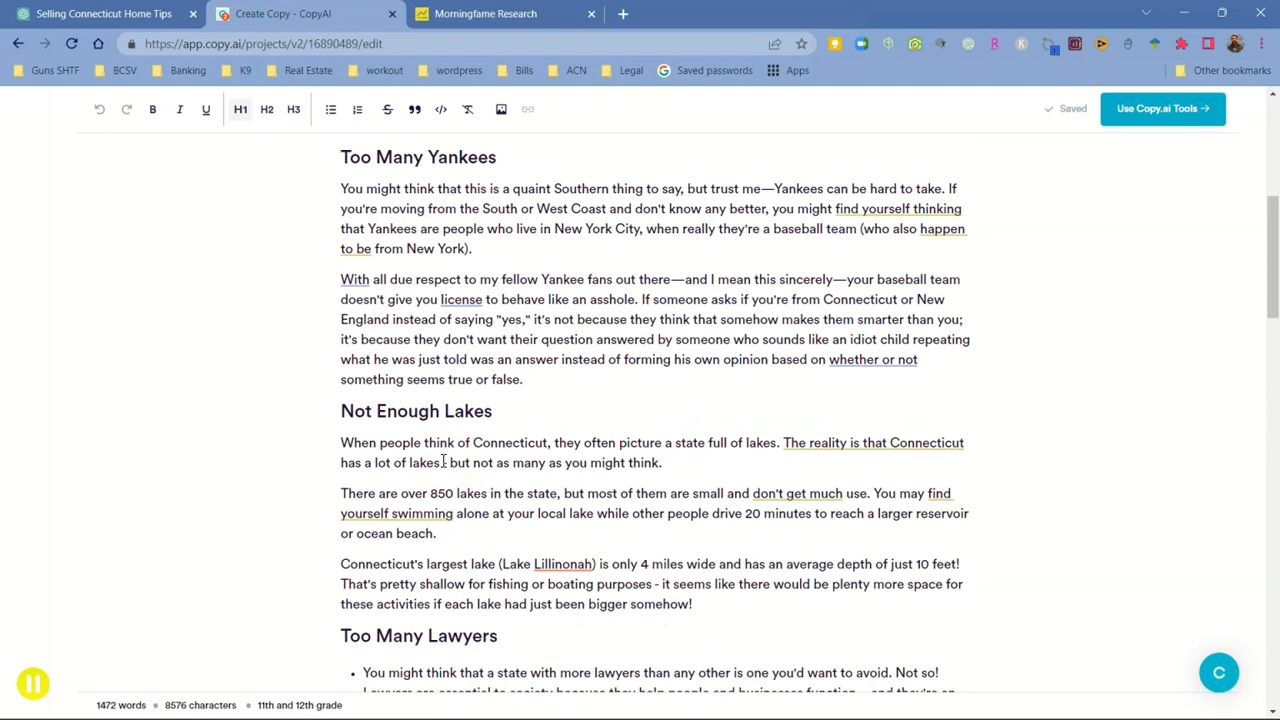 Selling Connecticut Home Tips
Create Copy - CopyAI
Morningfame Research
https://app.copy.ai/projects/v2/16890489/edit
Guns SHTF
BCSV
Banking
K9
Real Estate
workout
wordpress
Bills
ACN
Legal
Saved passwords
Apps
Other bookmarks
B I U H1 H2 H3
Saved
Use Copy.ai Tools →
Too Many Yankees
You might think that this is a quaint Southern thing to say, but trust me—Yankees can be hard to take. If
you're moving from the South or West Coast and don't know any better, you might find yourself thinking
that Yankees are people who live in New York City, when really they're a baseball team (who also happen
to be from New York).
With all due respect to my fellow Yankee fans out there—and I mean this sincerely—your baseball team
doesn't give you license to behave like an asshole. If someone asks if you're from Connecticut or New
England instead of saying "yes," it's not because they think that somehow makes them smarter than you;
it's because they don't want their question answered by someone who sounds like an idiot child repeating
what he was just told was an answer instead of forming his own opinion based on whether or not
something seems true or false.
Not Enough Lakes
When people think of Connecticut, they often picture a state full of lakes. The reality is that Connecticut
has a lot of lakes, but not as many as you might think.
There are over 850 lakes in the state, but most of them are small and don't get much use. You may find
yourself swimming alone at your local lake while other people drive 20 minutes to reach a larger reservoir
or ocean beach.
Connecticut's largest lake (Lake Lillinonah) is only 4 miles wide and has an average depth of just 10 feet!
That's pretty shallow for fishing or boating purposes - it seems like there would be plenty more space for
these activities if each lake had just been bigger somehow!
Too Many Lawyers
• You might think that a state with more lawyers than any other is one you'd want to avoid. Not so!
Lawyers are essential to society because they help people and businesses function—and they're an
C
1472 words • 8576 characters • 11th and 12th grade